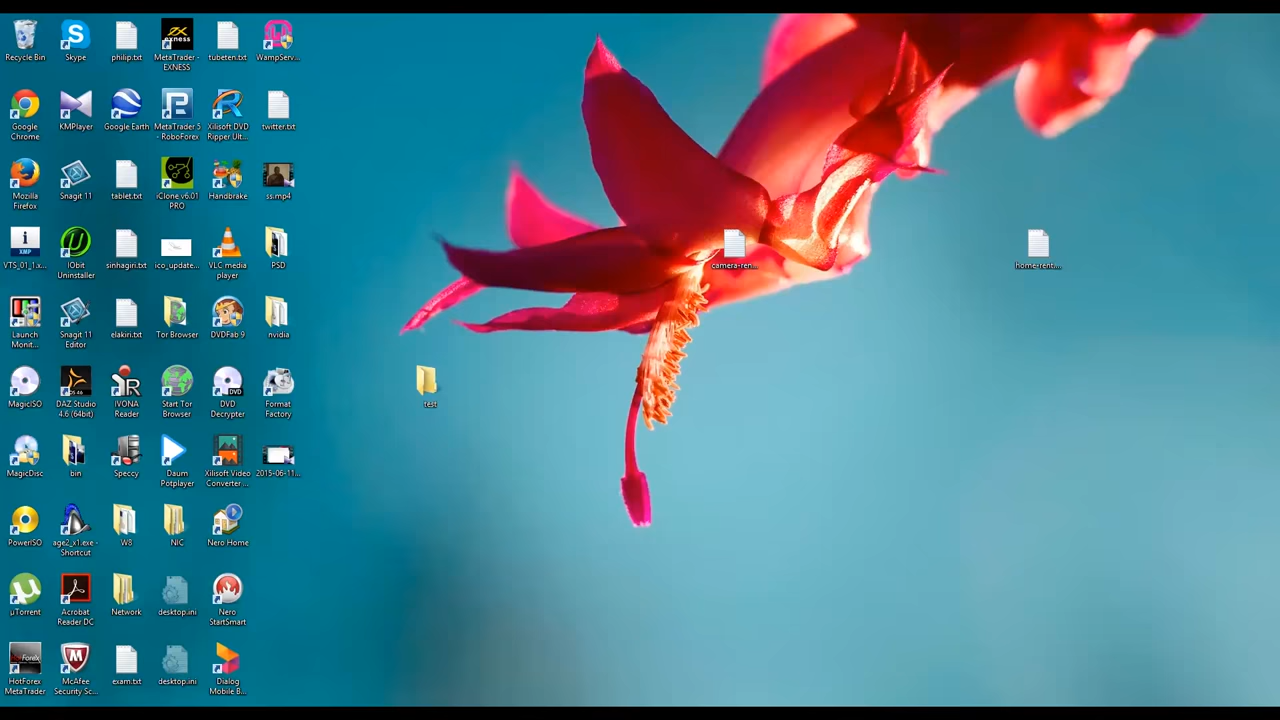 Recycle Bin
Skype
philip.txt
MetaTrader -
EXNESS
tubeten.txt
WampServ...
Google
Chrome
KMPlayer
Google Earth
MetaTrader 5
- RoboForex
Xilisoft DVD
Ripper Ult...
twitter.txt
Mozilla
Firefox
Snagit 11
tablet.txt
iClone v6.01
PRO
Handbrake
ss.mp4
VTS_01_1.x...
IObit
Uninstaller
sinhagiri.txt
ico_update...
VLC media
player
PSD
camera-ren...
home-rent....
Launch
Monit...
Snagit 11
Editor
elakiri.txt
Tor Browser
DVDFab 9
nvidia
MagicISO
DAZ Studio
4.6 (64bit)
IVONA
Reader
Start Tor
Browser
DVD
Decrypter
Format
Factory
test
MagicDisc
bin
Speccy
Daum
Potplayer
Xilisoft Video
Converter ...
2015-06-11...
PowerISO
age2_x1.exe -
Shortcut
W8
NIC
Nero Home
µTorrent
Acrobat
Reader DC
Network
desktop.ini
Nero
StartSmart
HotForex
MetaTrader
McAfee
Security Sc...
exam.txt
desktop.ini
Dialog
Mobile B...